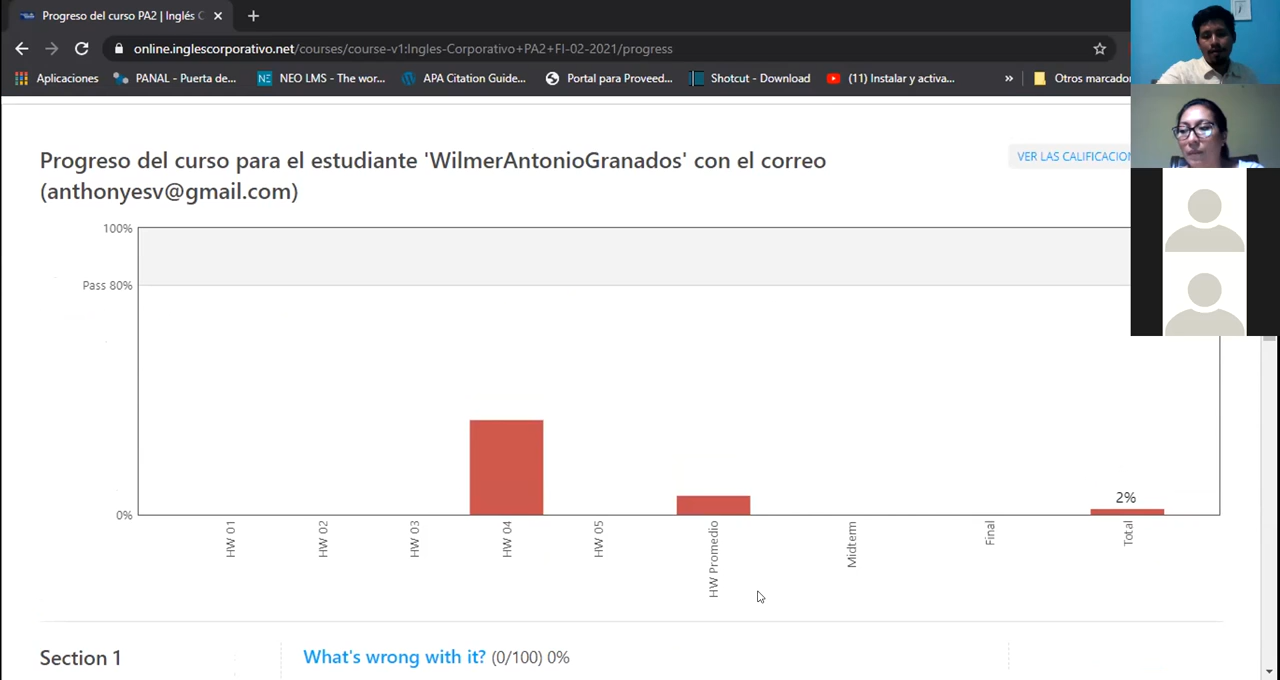 Progreso del curso PA2 | Inglés C
online.inglescorporativo.net/courses/course-v1:Ingles-Corporativo+PA2+FI-02-2021/progress
Aplicaciones PANAL - Puerta de... NEO LMS - The wor... APA Citation Guide... Portal para Proveed... Shotcut - Download (11) Instalar y activa... » Otros marcador
Progreso del curso para el estudiante 'WilmerAntonioGranados' con el correo
(anthonyesv@gmail.com)
VER LAS CALIFICACION
100%
Pass 80%
0%
2%
HW 01
HW 02
HW 03
HW 04
HW 05
HW Promedio
Midterm
Final
Total
Section 1
What's wrong with it? (0/100) 0%